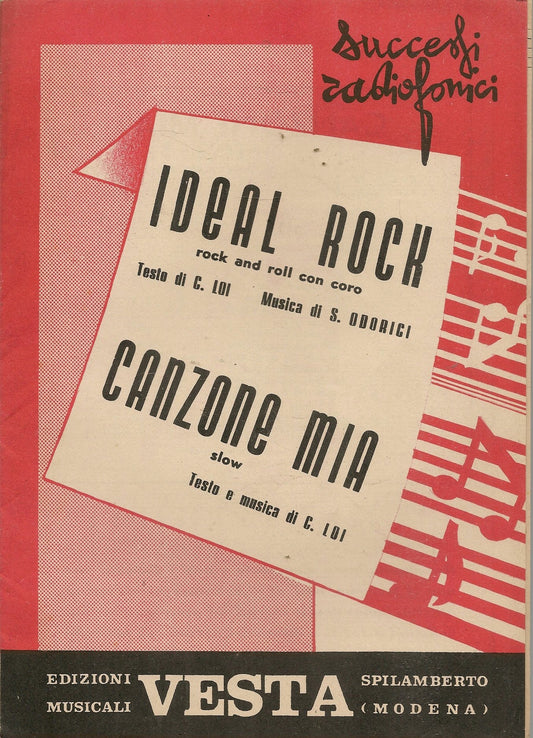 successi
radiofonici
IDEAL ROCK
rock and roll con coro
Testo di C. LOI Musica di S. ODORICI
CANZONE MIA
slow
Testo e musica di C. LOI
EDIZIONI MUSICALI
VESTA
SPILAMBERTO (MODENA)